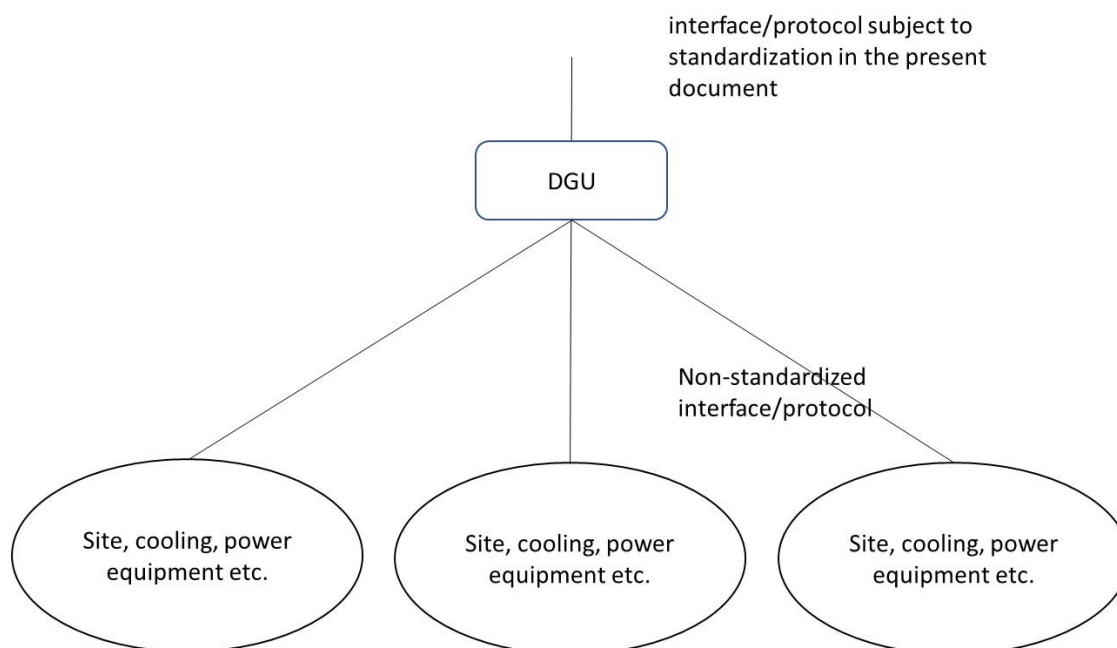 interface/protocol subject to
standardization in the present
document
DGU
Non-standardized
interface/protocol
Site, cooling, power
equipment etc.
Site, cooling, power
equipment etc.
Site, cooling, power
equipment etc.